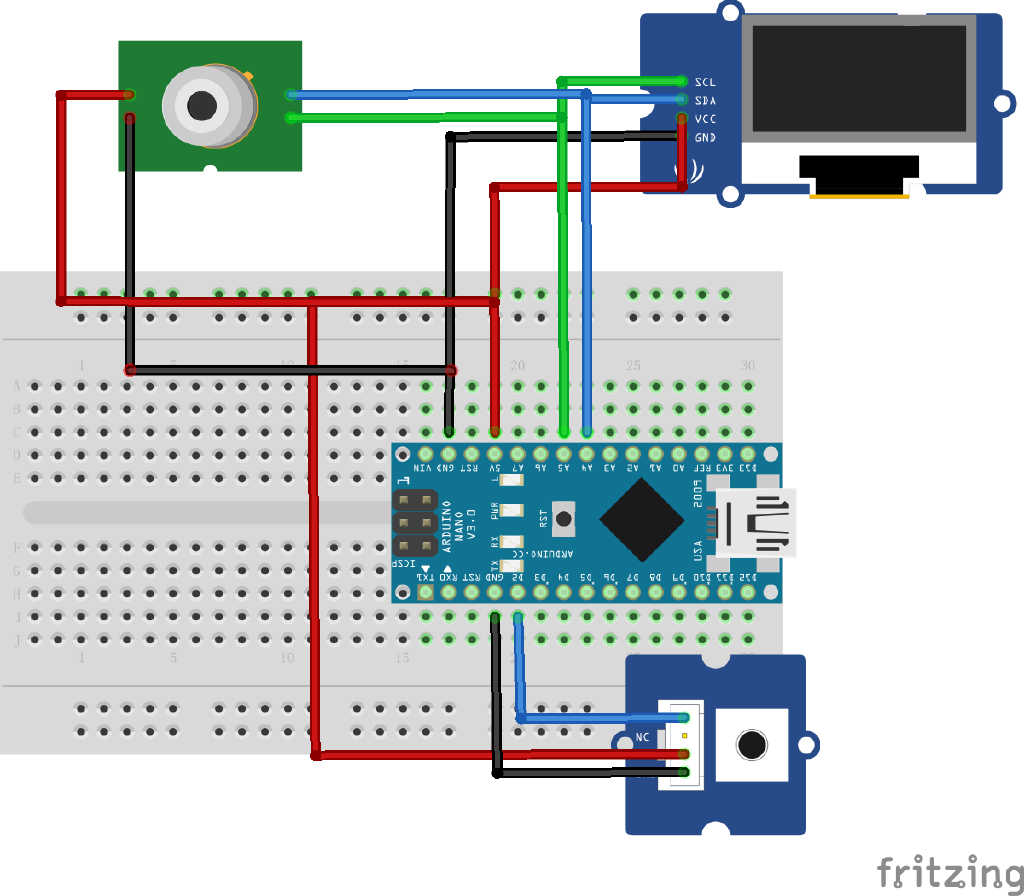 SCL
SDA
VCC
GND
1 5 10 15 20 25 30
A
B
C
D
E
F
G
H
I
J
VIN GND RST 5V A7 A6 A5 A4 A3 A2 A1 A0 REF 3V3 D13
1
L
PWR
RX
TX
ARDUINO
NANO
V3.0
RST
ARDUINO.CC
USA
ICSP
TX1 RX0 RST GND D2 D3 D4 D5 D6 D7 D8 D9 D10 D11 D12
1 5 10 15
NC
fritzing